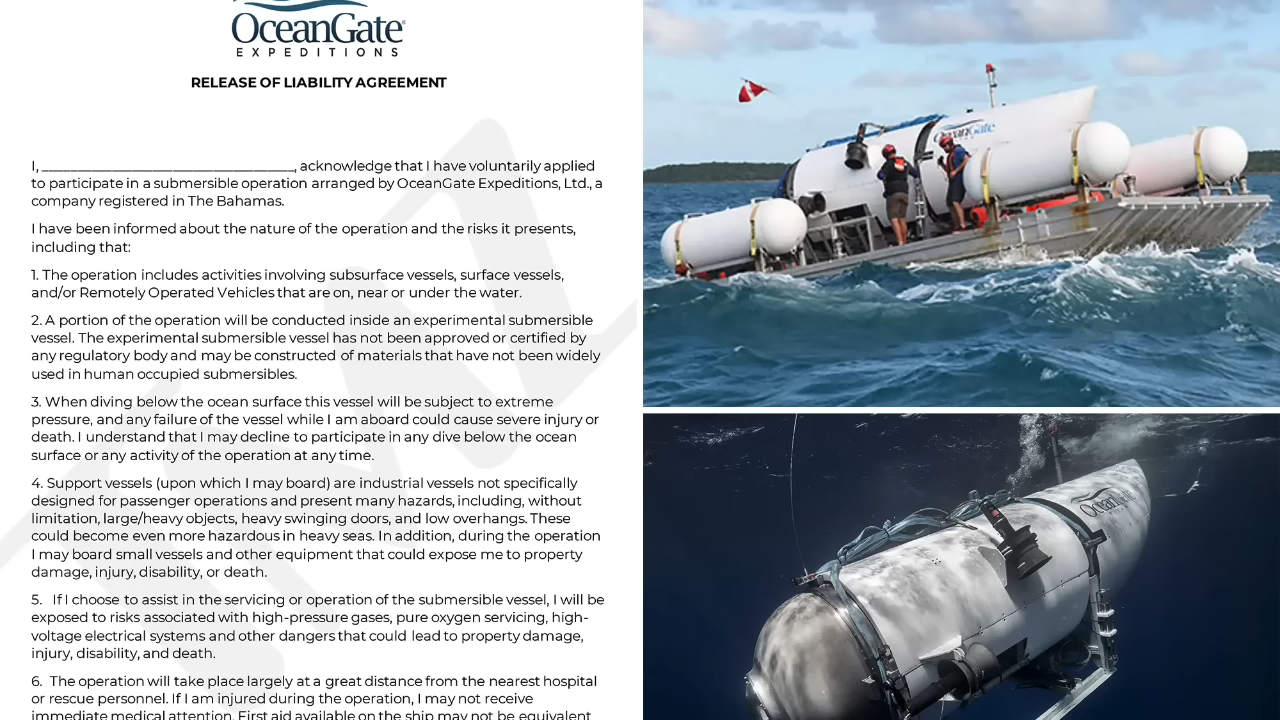 OceanGate
EXPEDITIONS
RELEASE OF LIABILITY AGREEMENT
I, ___________________________________, acknowledge that I have voluntarily applied
to participate in a submersible operation arranged by OceanGate Expeditions, Ltd., a
company registered in The Bahamas.
I have been informed about the nature of the operation and the risks it presents,
including that:
1. The operation includes activities involving subsurface vessels, surface vessels,
and/or Remotely Operated Vehicles that are on, near or under the water.
2. A portion of the operation will be conducted inside an experimental submersible
vessel. The experimental submersible vessel has not been approved or certified by
any regulatory body and may be constructed of materials that have not been widely
used in human occupied submersibles.
3. When diving below the ocean surface this vessel will be subject to extreme
pressure, and any failure of the vessel while I am aboard could cause severe injury or
death. I understand that I may decline to participate in any dive below the ocean
surface or any activity of the operation at any time.
4. Support vessels (upon which I may board) are industrial vessels not specifically
designed for passenger operations and present many hazards, including, without
limitation, large/heavy objects, heavy swinging doors, and low overhangs. These
could become even more hazardous in heavy seas. In addition, during the operation
I may board small vessels and other equipment that could expose me to property
damage, injury, disability, or death.
5. If I choose to assist in the servicing or operation of the submersible vessel, I will be
exposed to risks associated with high-pressure gases, pure oxygen servicing, high-
voltage electrical systems and other dangers that could lead to property damage,
injury, disability, and death.
6. The operation will take place largely at a great distance from the nearest hospital
or rescue personnel. If I am injured during the operation, I may not receive
immediate medical attention. First aid available on the ship may not be equivalent
OceanGate
OceanGate